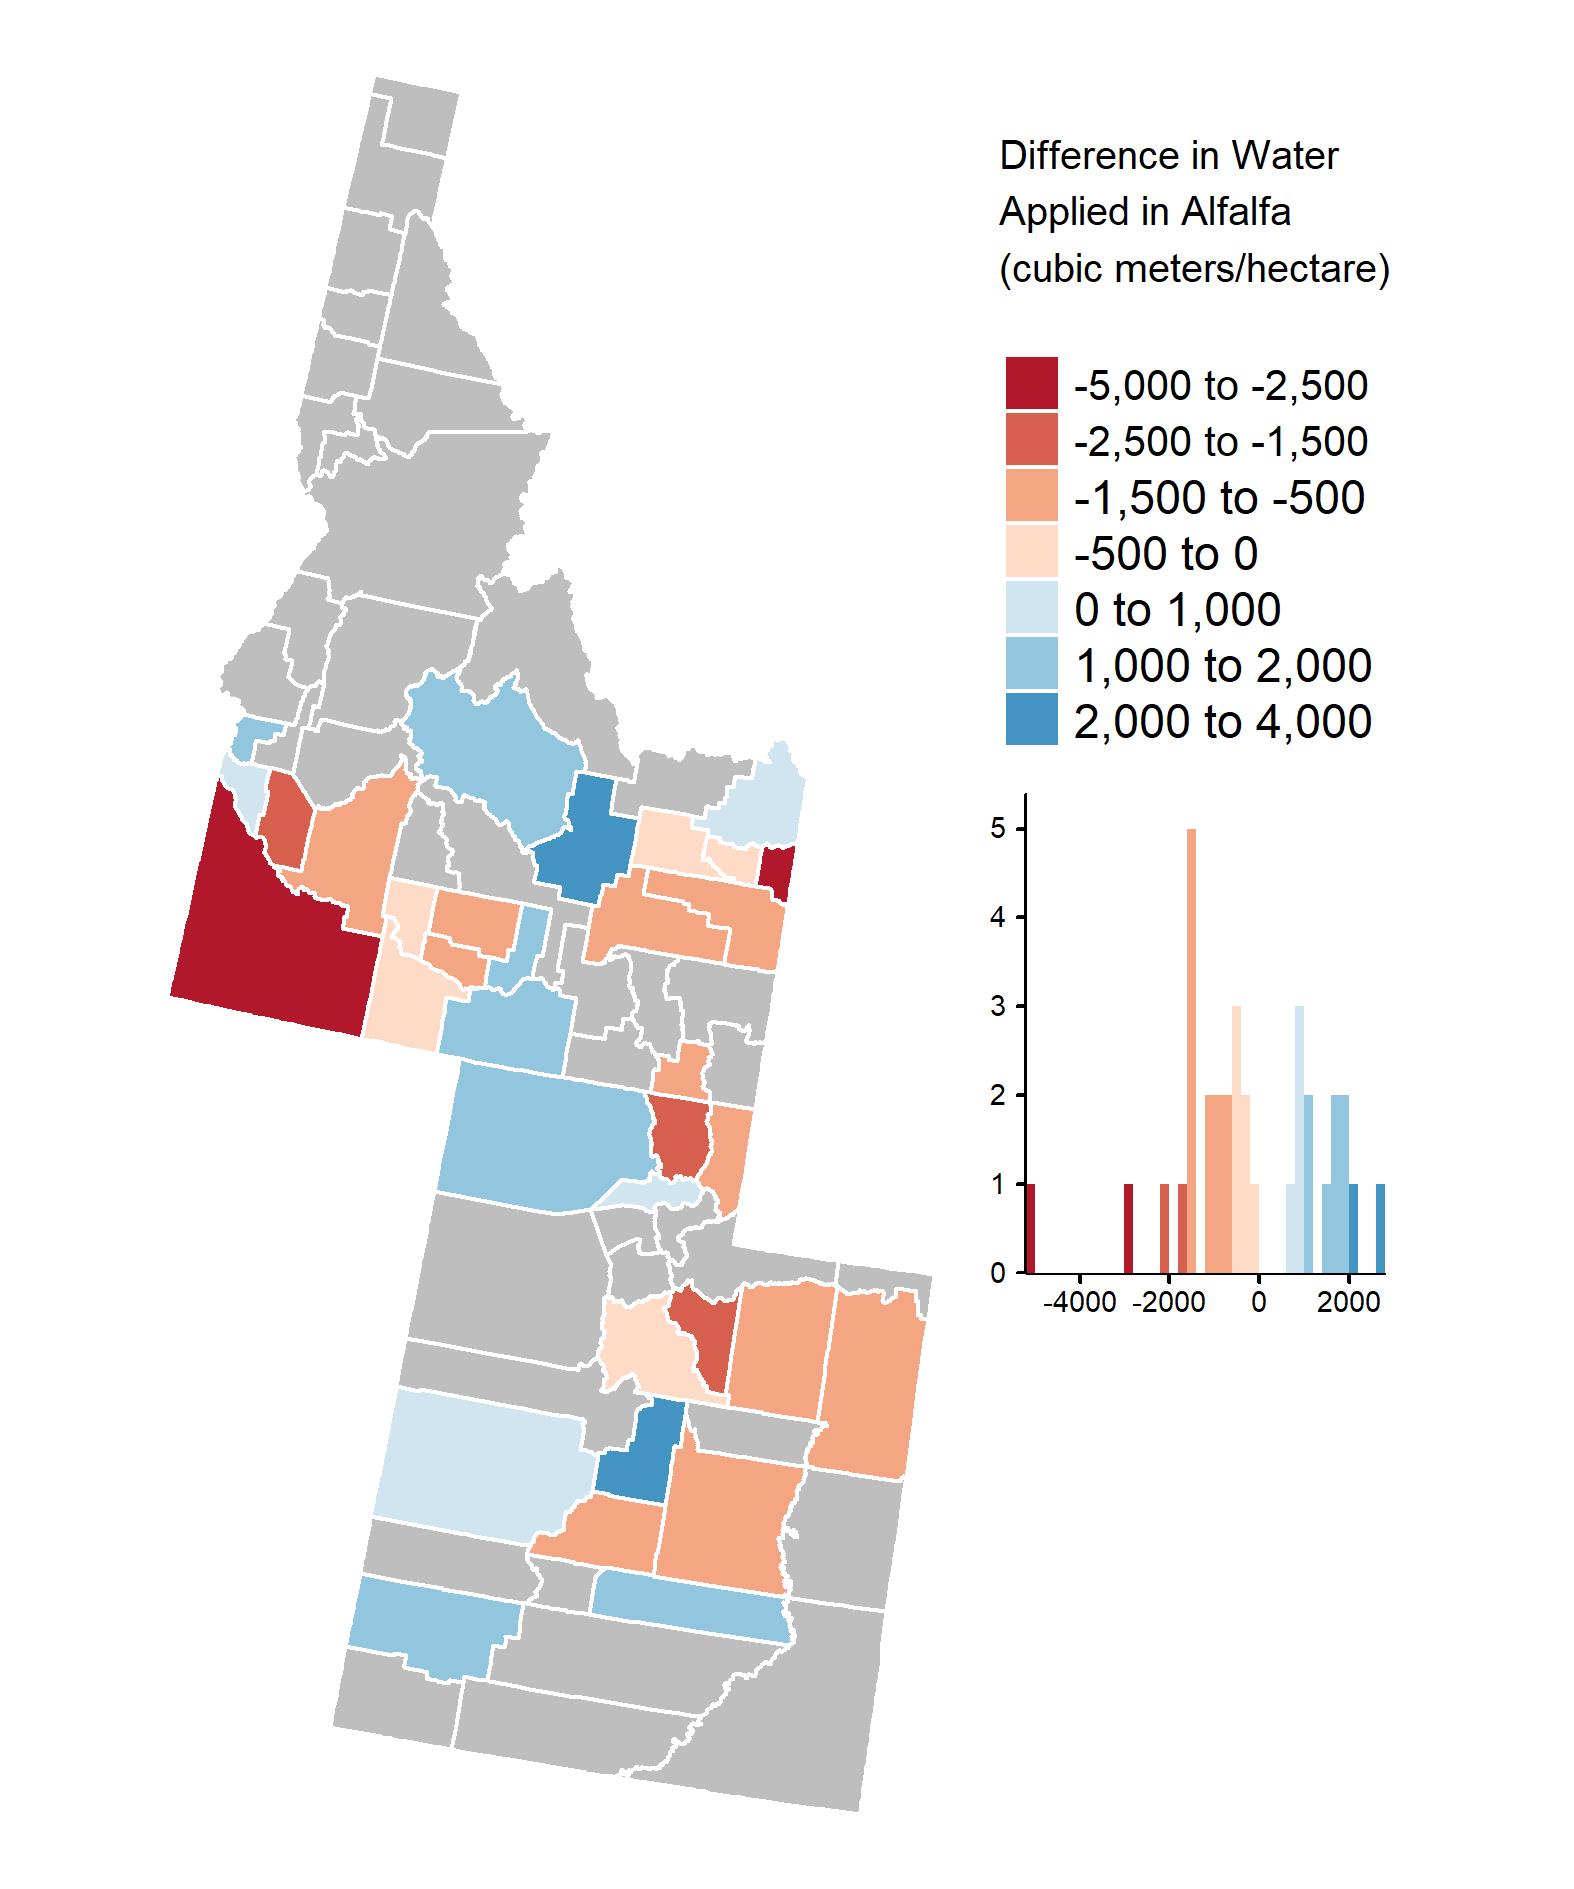 Difference in Water
Applied in Alfalfa
(cubic meters/hectare)
-5,000 to -2,500
-2,500 to -1,500
-1,500 to -500
-500 to 0
0 to 1,000
1,000 to 2,000
2,000 to 4,000
5
4
3
2
1
0
-4000 -2000 0 2000